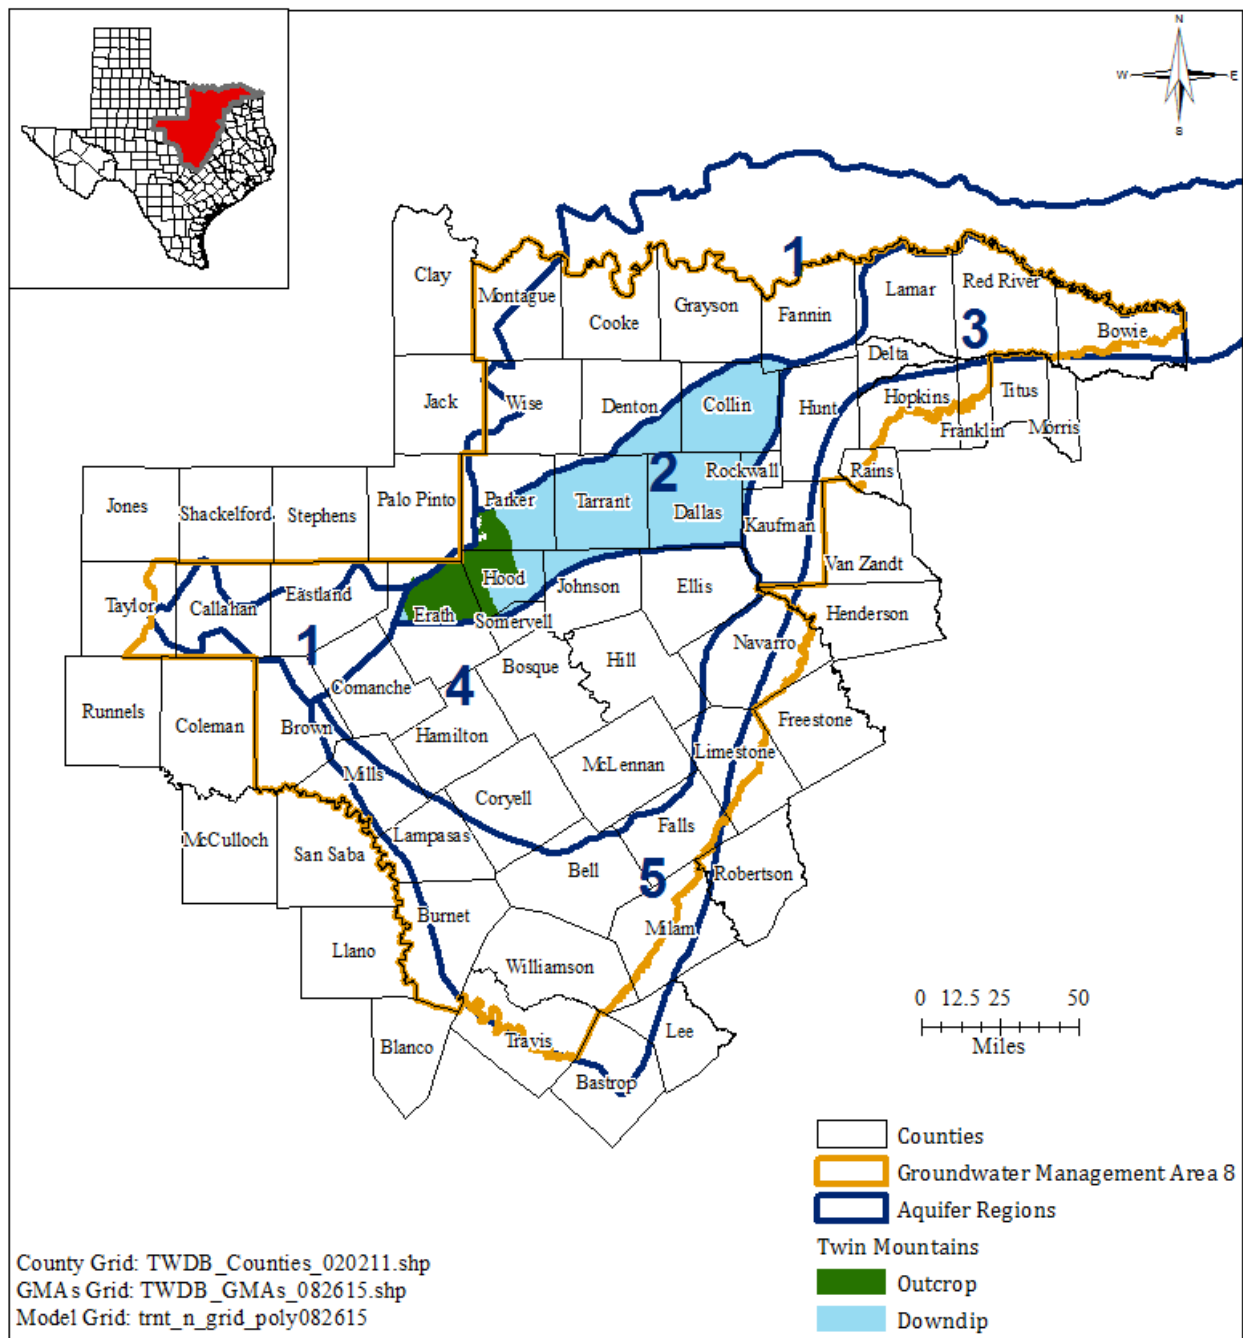 N
W E
S
1
Clay
Montague
Cooke
Grayson
Fannin
Lamar
Red River
Bowie
3
Delta
Jack
Wise
Denton
Collin
Hunt
Hopkins
Titus
Franklin
Morris
2
Rockwall
Rains
Jones
Shackelford
Stephens
Palo Pinto
Parker
Tarrant
Dallas
Kaufman
Van Zandt
Taylor
Callahan
Eastland
Erath
Hood
Somervell
Johnson
Ellis
Henderson
1
Comanche
4
Bosque
Hill
Navarro
Runnels
Coleman
Brown
Hamilton
Freestone
Mills
McLennan
Limestone
Coryell
McCulloch
San Saba
Lampasas
Falls
Bell
5
Robertson
Burnet
Milam
Llano
Williamson
Blanco
Travis
Lee
Bastrop
0 12.5 25 50
Miles
Counties
Groundwater Management Area 8
Aquifer Regions
Twin Mountains
Outcrop
Downdip
County Grid: TWDB_Counties_020211.shp
GMAs Grid: TWDB_GMAs_082615.shp
Model Grid: trnt_n_grid_poly082615